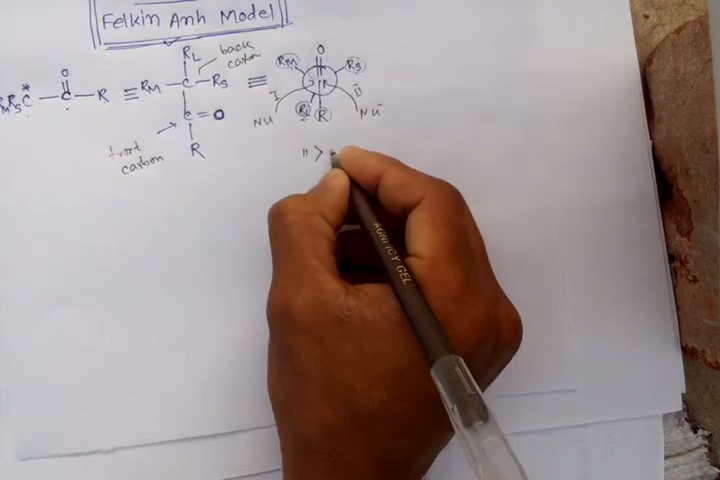 Felkin Anh Model
RL back carbon
O
C* — C — R ≡ RM — C — RS ≡ RM O RS
C = O
I II
RL R
Nu Nu⁻
front carbon
R
II >
AGNI ICY GEL